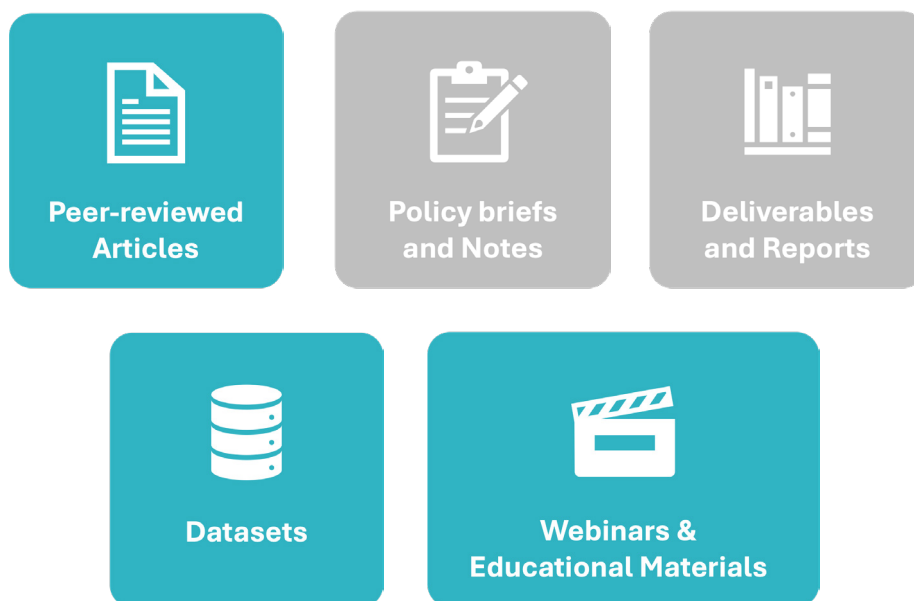 Peer-reviewed
Articles
Policy briefs
and Notes
Deliverables
and Reports
Datasets
Webinars &
Educational Materials